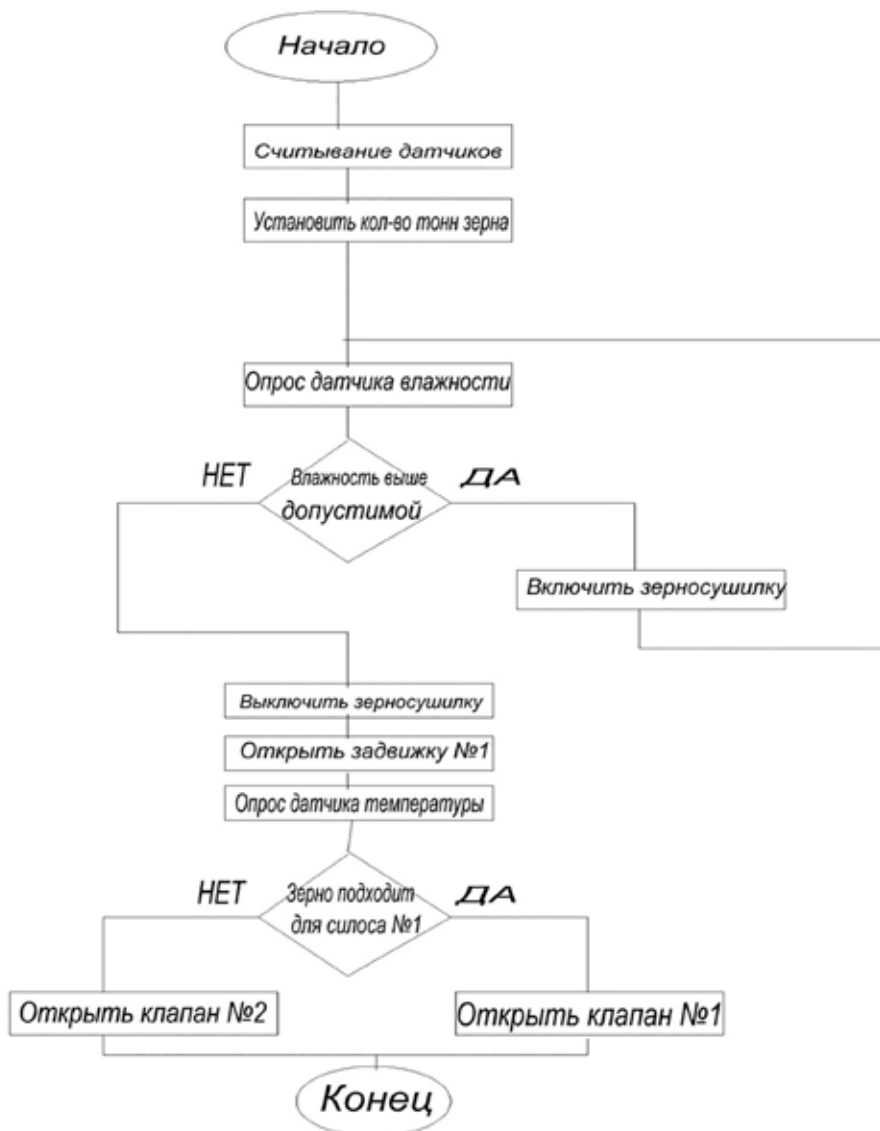 Начало
Считывание датчиков
Установить кол-во тонн зерна
Опрос датчика влажности
НЕТ
Влажность выше
допустимой
ДА
Включить зерносушилку
Выключить зерносушилку
Открыть задвижку №1
Опрос датчика температуры
НЕТ
Зерно подходит
для силоса №1
ДА
Открыть клапан №2
Открыть клапан №1
Конец